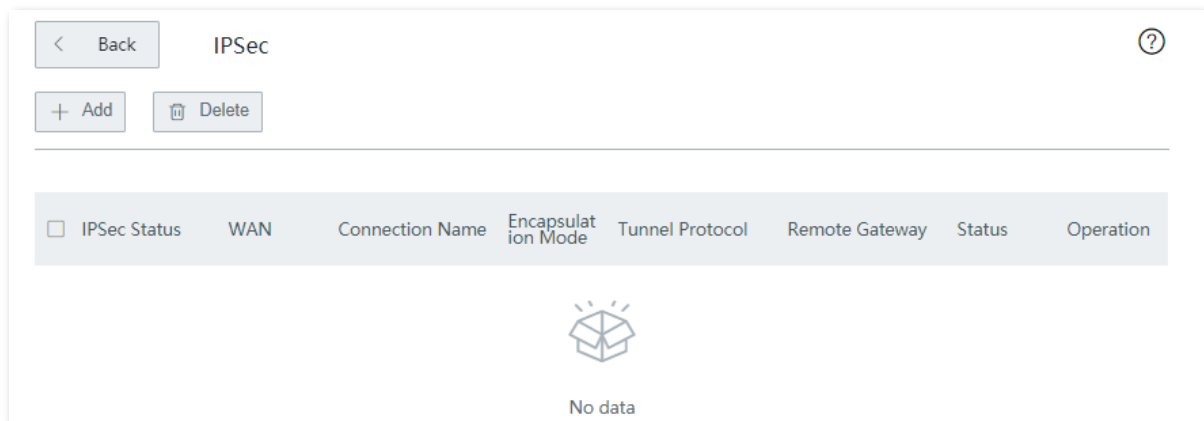 Back IPSec
Add Delete
IPSec Status WAN Connection Name Encapsulat ion Mode Tunnel Protocol Remote Gateway Status Operation
No data